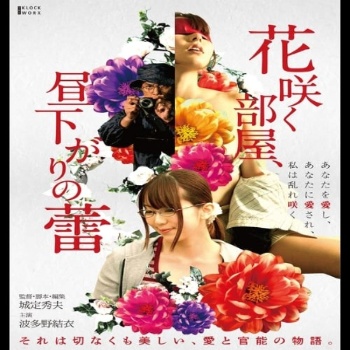 KLOCK
WORX
花咲く
部屋、
昼下がりの蕾
あなたを愛し、
あなたに愛され、
私は乱れ咲く
監督・脚本・編集
城定秀夫
主演
波多野結衣
それは切なくも美しい、愛と官能の物語。